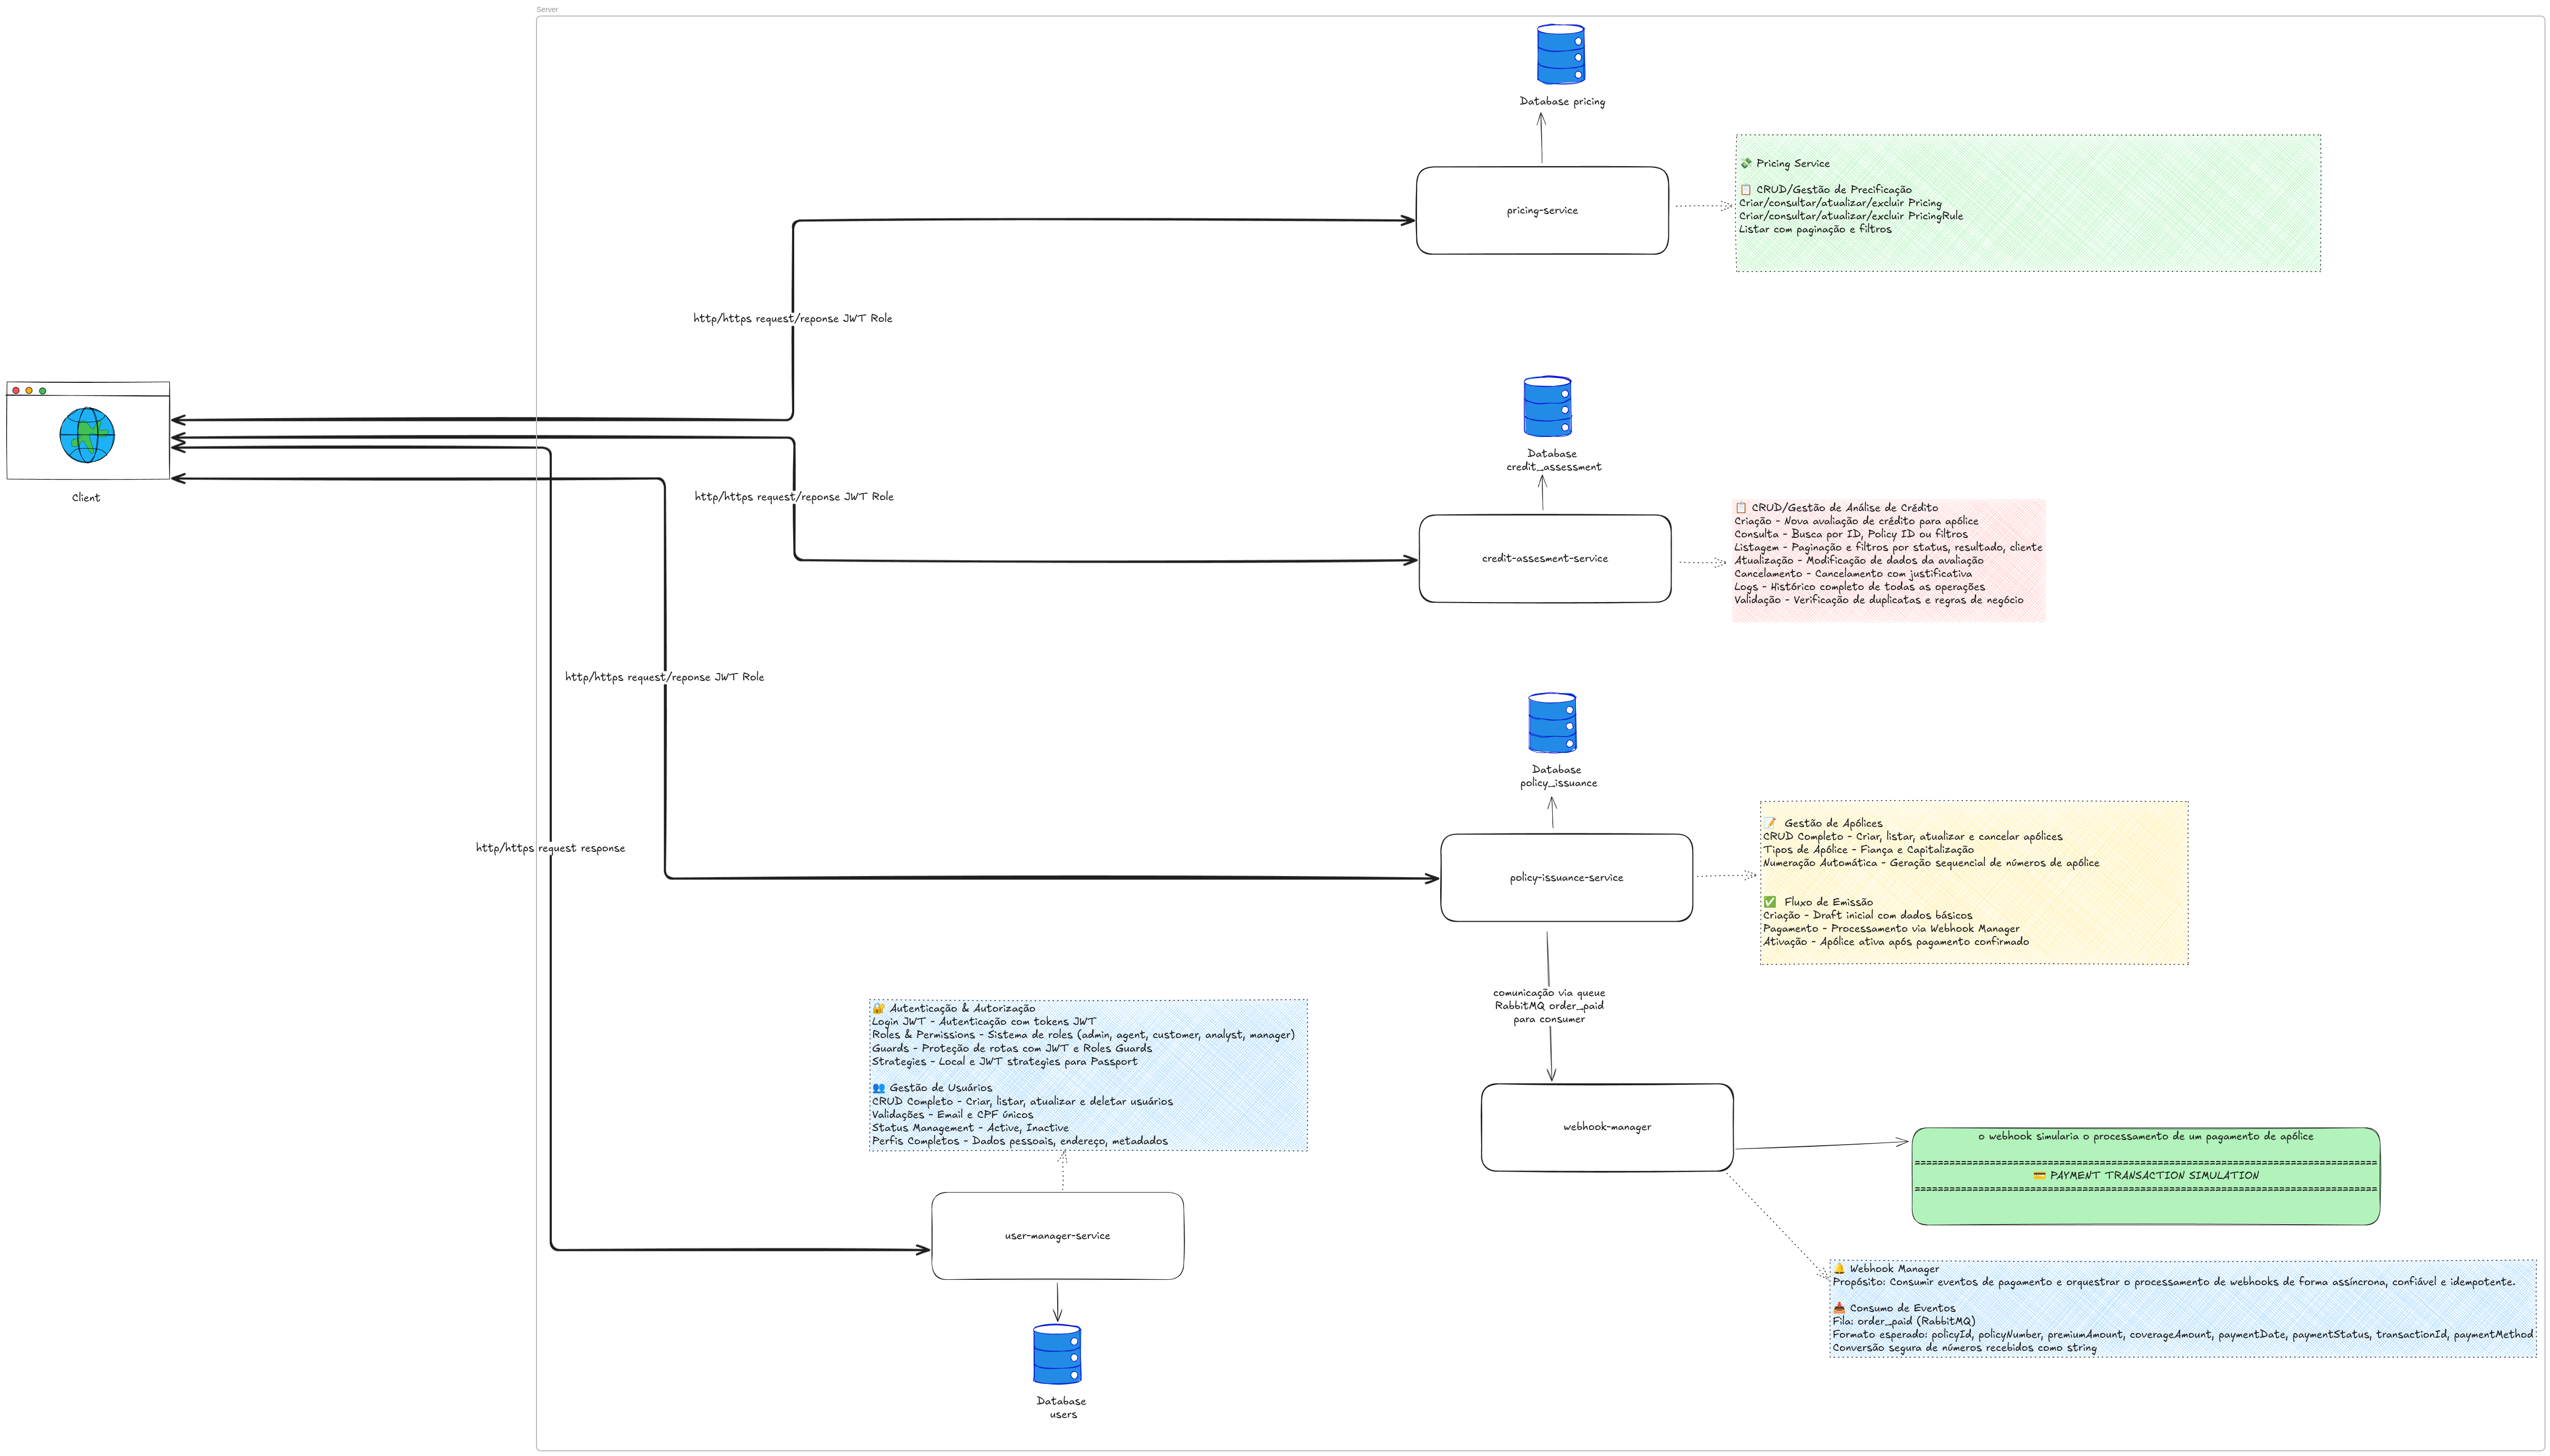 Server
Database pricing
pricing-service
💸 Pricing Service
📋 CRUD/Gestão de Precificação
Criar/consultar/atualizar/excluir Pricing
Criar/consultar/atualizar/excluir PricingRule
Listar com paginação e filtros
http/https request/reponse JWT Role
Client
Database
credit_assessment
http/https request/reponse JWT Role
credit-assesment-service
📋 CRUD/Gestão de Análise de Crédito
Criação - Nova avaliação de crédito para apólice
Consulta - Busca por ID, Policy ID ou filtros
Listagem - Paginação e filtros por status, resultado, cliente
Atualização - Modificação de dados da avaliação
Cancelamento - Cancelamento com justificativa
Logs - Histórico completo de todas as operações
Validação - Verificação de duplicatas e regras de negócio
http/https request/reponse JWT Role
Database
policy_issuance
http/https request response
policy-issuance-service
📝 Gestão de Apólices
CRUD Completo - Criar, listar, atualizar e cancelar apólices
Tipos de Apólice - Fiança e Capitalização
Numeração Automática - Geração sequencial de números de apólice
✅ Fluxo de Emissão
Criação - Draft inicial com dados básicos
Pagamento - Processamento via Webhook Manager
Ativação - Apólice ativa após pagamento confirmado
comunicação via queue
RabbitMQ order_paid
para consumer
🔐 Autenticação & Autorização
Login JWT - Autenticação com tokens JWT
Roles & Permissions - Sistema de roles (admin, agent, customer, analyst, manager)
Guards - Proteção de rotas com JWT e Roles Guards
Strategies - Local e JWT strategies para Passport
👥 Gestão de Usuários
CRUD Completo - Criar, listar, atualizar e deletar usuários
Validações - Email e CPF únicos
Status Management - Active, Inactive
Perfis Completos - Dados pessoais, endereço, metadados
webhook-manager
o webhook simularia o processamento de um pagamento de apólice
================================================================================
💳 PAYMENT TRANSACTION SIMULATION
================================================================================
user-manager-service
🔔 Webhook Manager
Propósito: Consumir eventos de pagamento e orquestrar o processamento de webhooks de forma assíncrona, confiável e idempotente.
📥 Consumo de Eventos
Fila: order_paid (RabbitMQ)
Formato esperado: policyId, policyNumber, premiumAmount, coverageAmount, paymentDate, paymentStatus, transactionId, paymentMethod
Conversão segura de números recebidos como string
Database
users